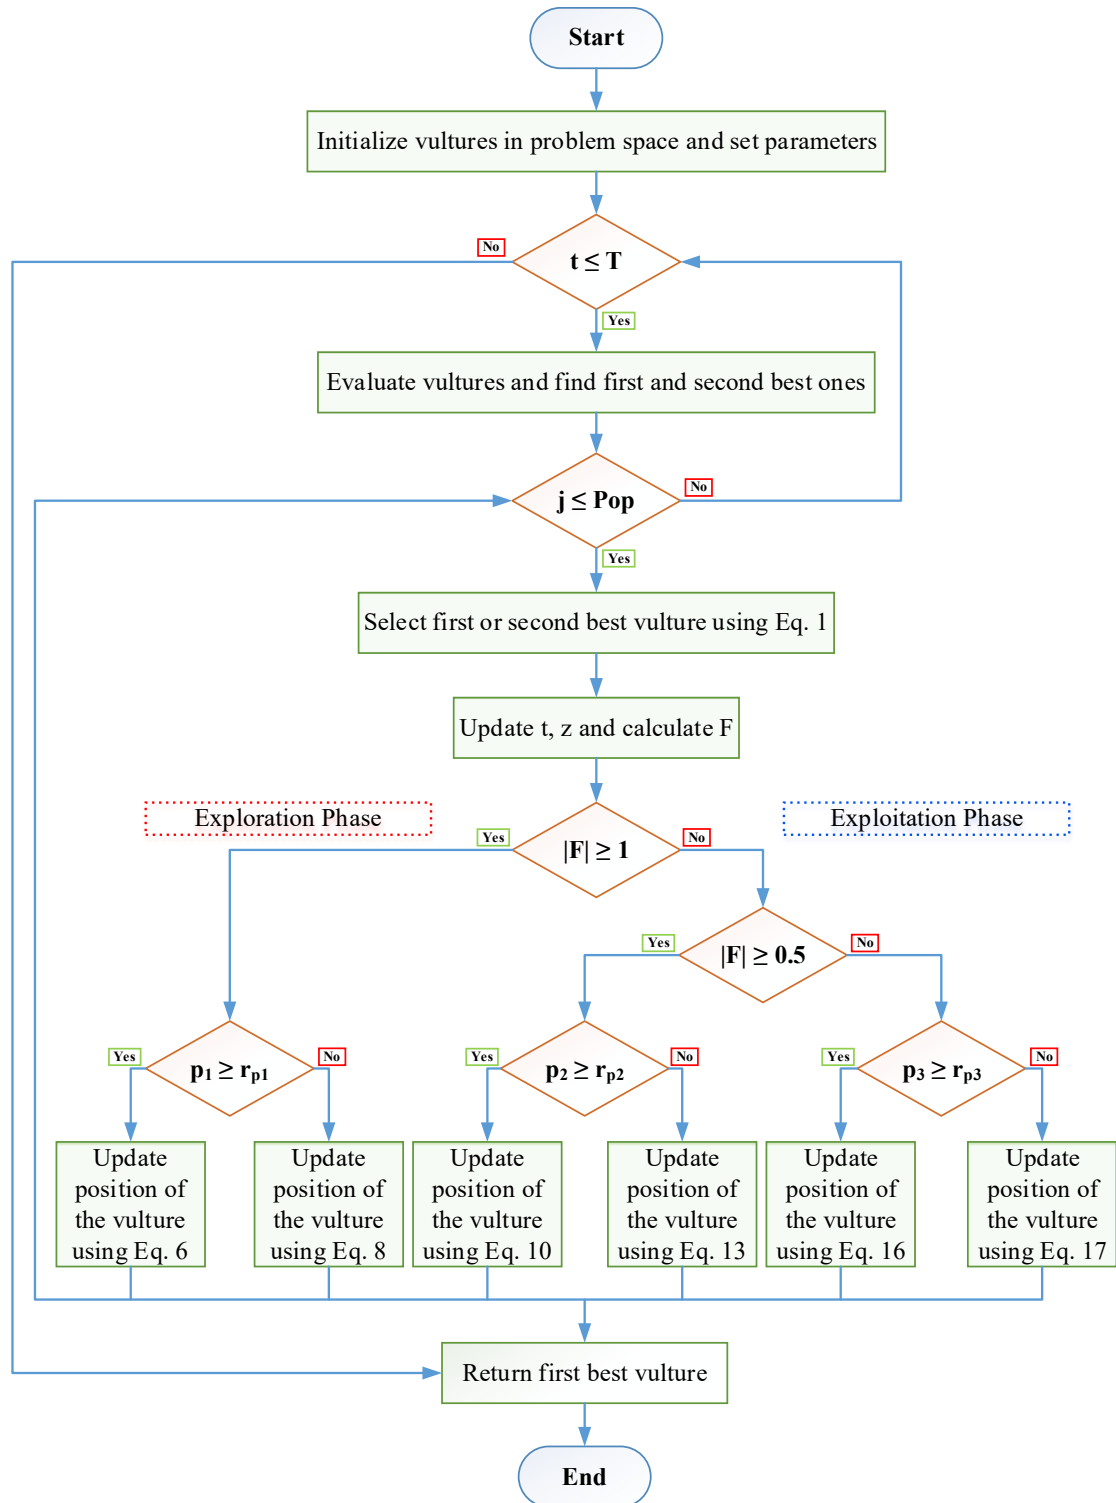 Start
Initialize vultures in problem space and set parameters
No
t ≤ T
Yes
Evaluate vultures and find first and second best ones
j ≤ Pop
No
Yes
Select first or second best vulture using Eq. 1
Update t, z and calculate F
Exploration Phase
Exploitation Phase
Yes
|F| ≥ 1
No
Yes
|F| ≥ 0.5
No
Yes
p₁ ≥ rₚ₁
No
Yes
p₂ ≥ rₚ₂
No
Yes
p₃ ≥ rₚ₃
No
Update
position of
the vulture
using Eq. 6
Update
position of
the vulture
using Eq. 8
Update
position of
the vulture
using Eq. 10
Update
position of
the vulture
using Eq. 13
Update
position of
the vulture
using Eq. 16
Update
position of
the vulture
using Eq. 17
Return first best vulture
End